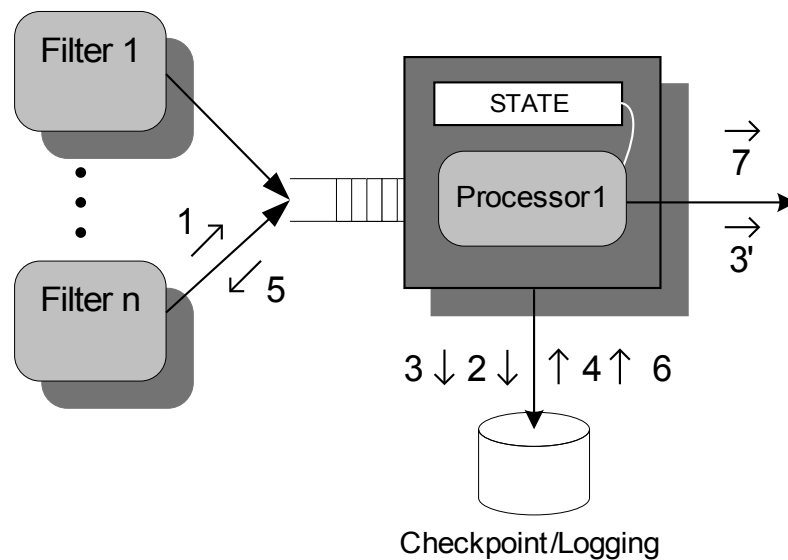 Filter 1
STATE
Processor1
7
3'
1
5
Filter n
3 2 4 6
Checkpoint/Logging